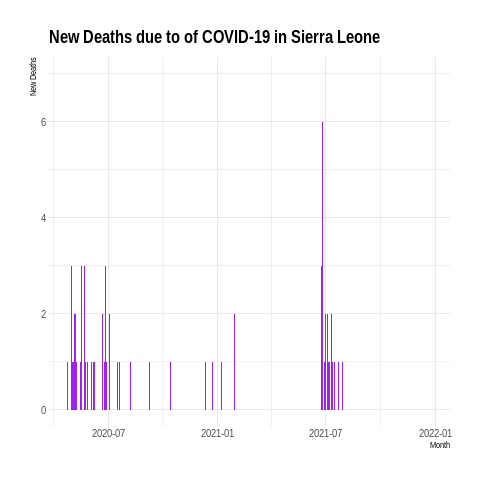 New Deaths due to of COVID-19 in Sierra Leone
New Deaths
6
4
2
0
2020-07
2021-01
2021-07
2022-01
Month